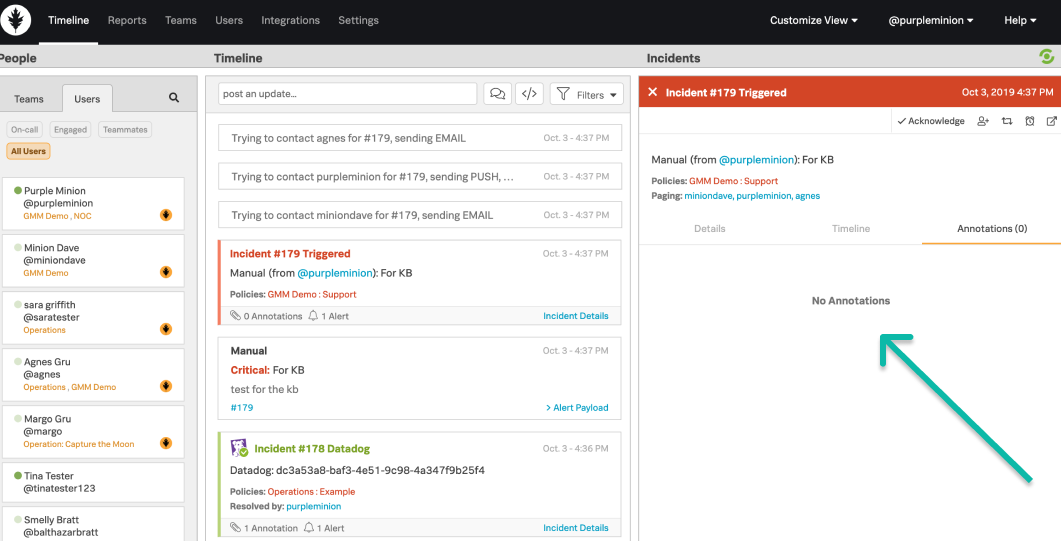 Timeline Reports Teams Users Integrations Settings Customize View @purpleminion Help
People
Teams Users
On-call Engaged Teammates
All Users
Purple Minion
@purpleminion
GMM Demo , NOC
Minion Dave
@miniondave
GMM Demo
sara griffith
@saratester
Operations
Agnes Gru
@agnes
Operations , GMM Demo
Margo Gru
@margo
Operation: Capture the Moon
Tina Tester
@tinatester123
Smelly Bratt
@balthazarbratt
Timeline
post an update... Filters
Trying to contact agnes for #179, sending EMAIL Oct. 3 - 4:37 PM
Trying to contact purpleminion for #179, sending PUSH, ... Oct. 3 - 4:37 PM
Trying to contact miniondave for #179, sending EMAIL Oct. 3 - 4:37 PM
Incident #179 Triggered Oct. 3 - 4:37 PM
Manual (from @purpleminion): For KB
Policies: GMM Demo : Support
0 Annotations 1 Alert Incident Details
Manual Oct. 3 - 4:37 PM
Critical: For KB
test for the kb
#179 > Alert Payload
Incident #178 Datadog Oct. 3 - 4:36 PM
Datadog: dc3a53a8-baf3-4e51-9c98-4a347f9b25f4
Policies: Operations : Example
Resolved by: purpleminion
1 Annotation 1 Alert Incident Details
Incidents
Incident #179 Triggered Oct 3, 2019 4:37 PM
Acknowledge
Manual (from @purpleminion): For KB
Policies: GMM Demo : Support
Paging: miniondave, purpleminion, agnes
Details Timeline Annotations (0)
No Annotations